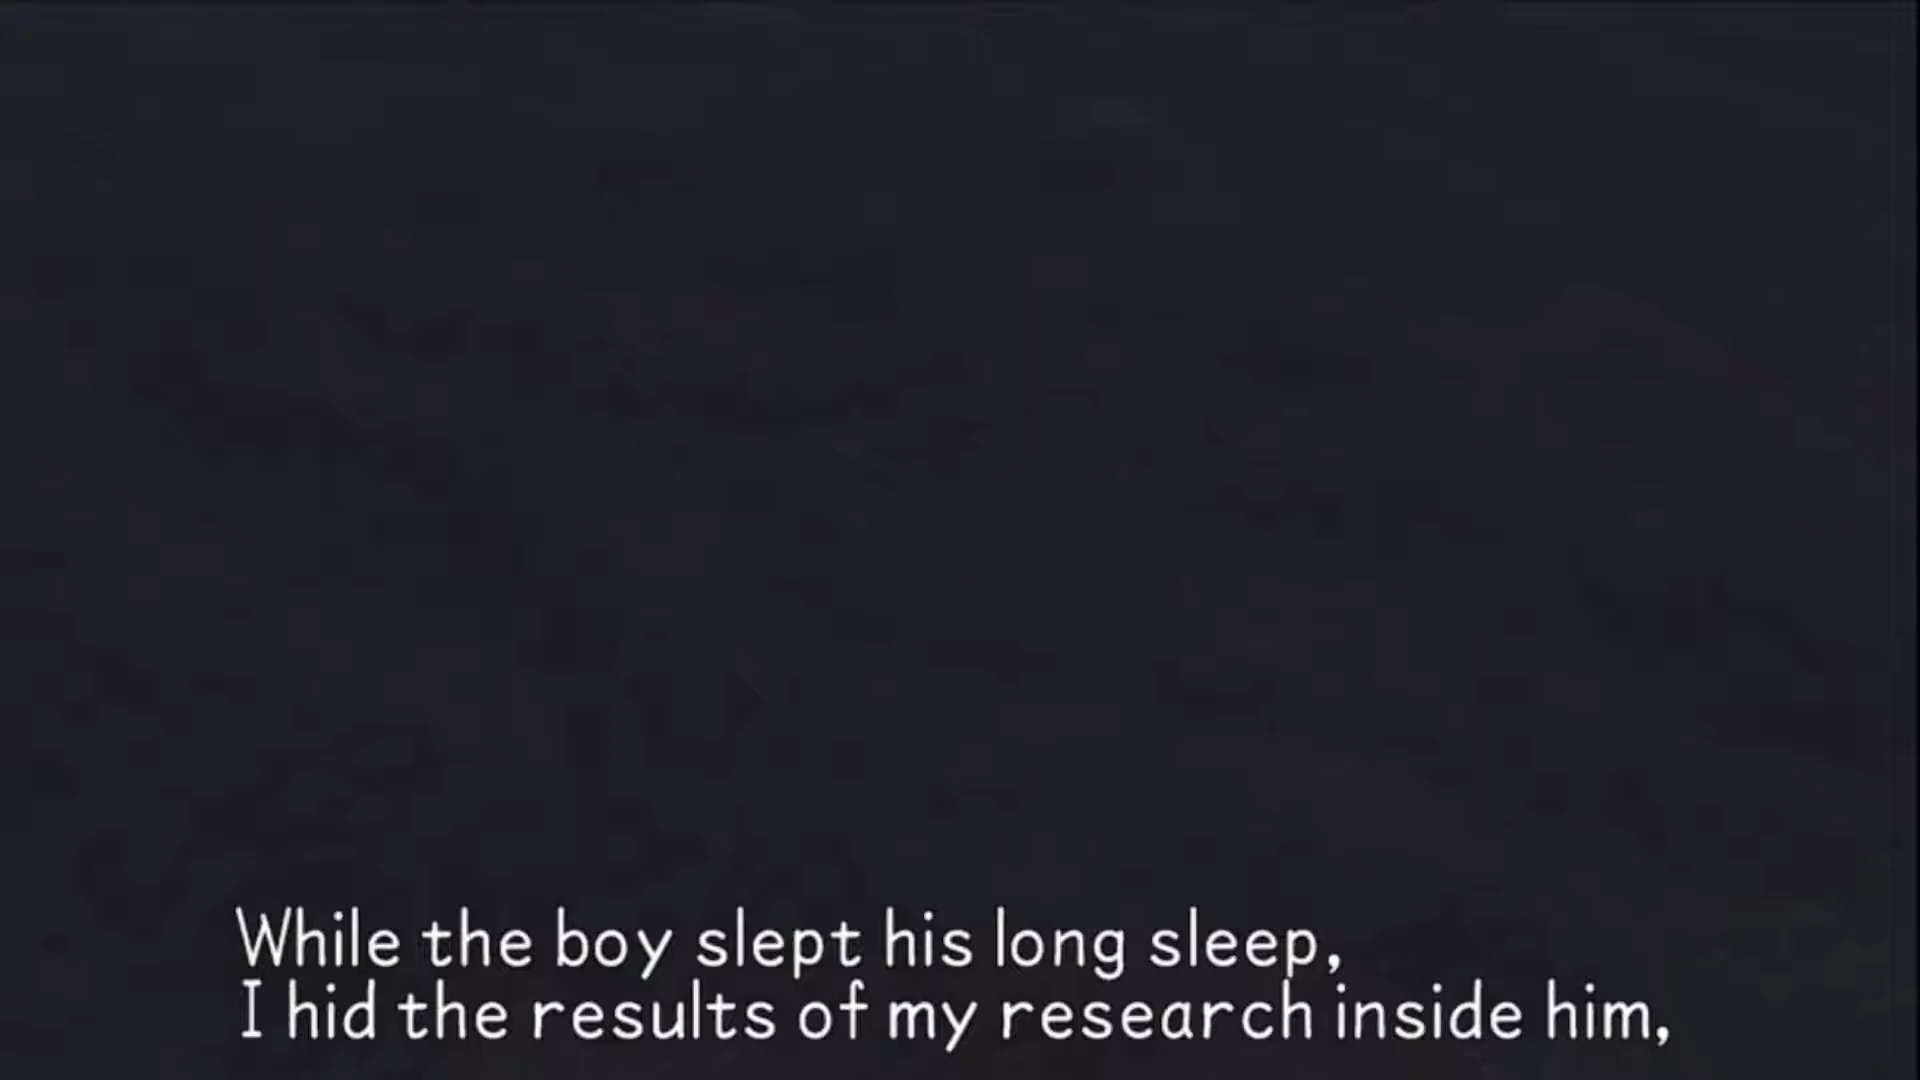 While the boy slept his long sleep,
I hid the results of my research inside him,